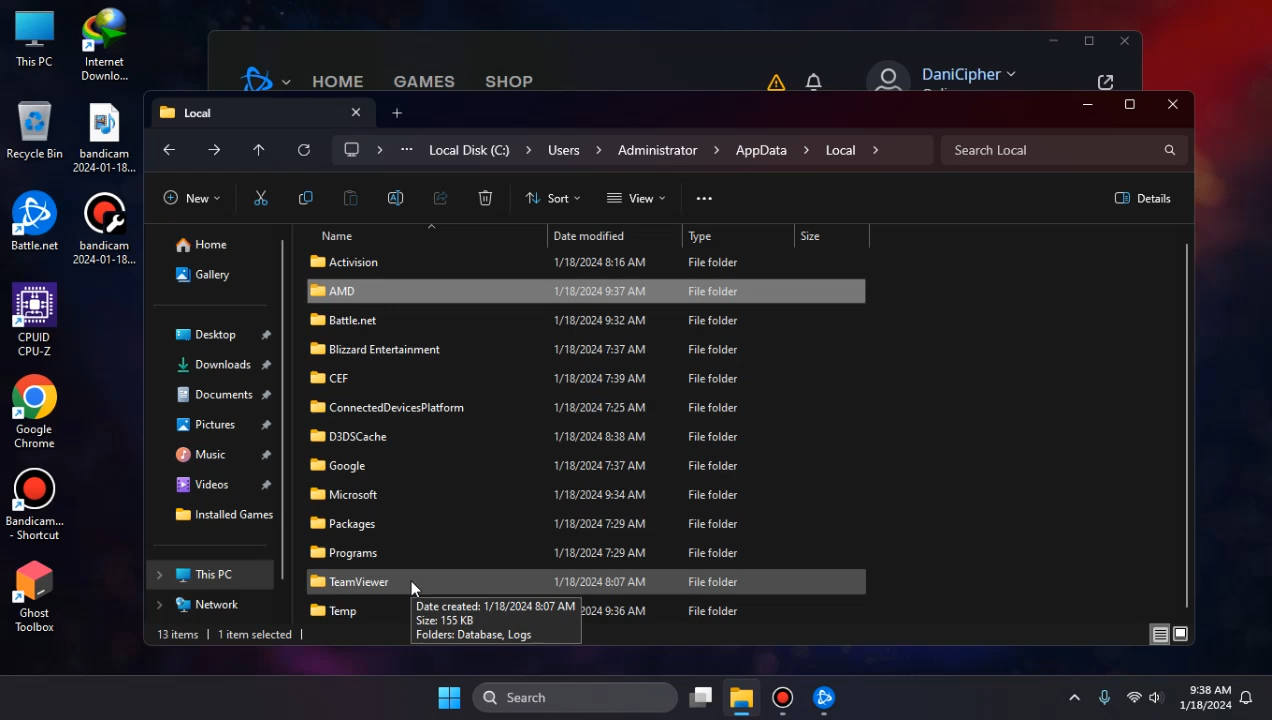 This PC
Internet
Downlo...
Recycle Bin
bandicam
2024-01-18...
Battle.net
bandicam
2024-01-18...
CPUID
CPU-Z
Google
Chrome
Bandicam...
- Shortcut
Ghost
Toolbox
HOME
GAMES
SHOP
DaniCipher
Local
Local Disk (C:)
Users
Administrator
AppData
Local
Search Local
New
Sort
View
Details
Home
Gallery
Desktop
Downloads
Documents
Pictures
Music
Videos
Installed Games
This PC
Network
Name Date modified Type Size
Activision 1/18/2024 8:16 AM File folder
AMD 1/18/2024 9:37 AM File folder
Battle.net 1/18/2024 9:32 AM File folder
Blizzard Entertainment 1/18/2024 7:37 AM File folder
CEF 1/18/2024 7:39 AM File folder
ConnectedDevicesPlatform 1/18/2024 7:25 AM File folder
D3DSCache 1/18/2024 8:38 AM File folder
Google 1/18/2024 7:37 AM File folder
Microsoft 1/18/2024 9:34 AM File folder
Packages 1/18/2024 7:29 AM File folder
Programs 1/18/2024 7:29 AM File folder
TeamViewer 1/18/2024 8:07 AM File folder
Temp 9:36 AM File folder
Date created: 1/18/2024 8:07 AM
Size: 155 KB
Folders: Database, Logs
13 items
1 item selected
Search
9:38 AM
1/18/2024